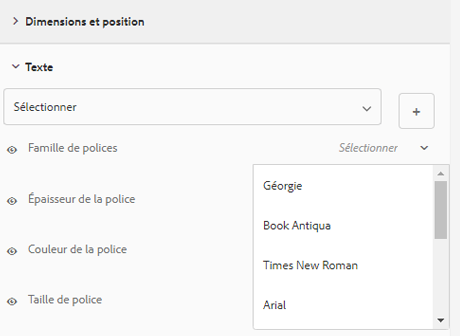 Dimensions et position
Texte
Sélectionner
+
Famille de polices Sélectionner
Géorgie
Épaisseur de la police
Book Antiqua
Couleur de la police
Times New Roman
Taille de police
Arial